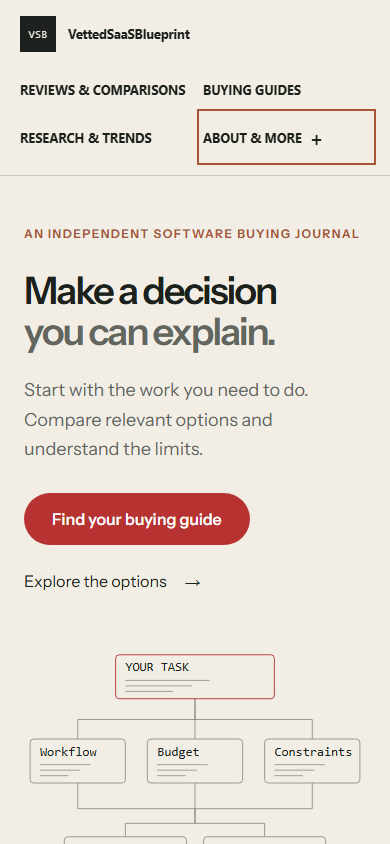 VSB VettedSaaSBlueprint
REVIEWS & COMPARISONS BUYING GUIDES
RESEARCH & TRENDS ABOUT & MORE +
AN INDEPENDENT SOFTWARE BUYING JOURNAL
Make a decision
you can explain.
Start with the work you need to do.
Compare relevant options and
understand the limits.
Find your buying guide
Explore the options →
YOUR TASK
Workflow Budget Constraints